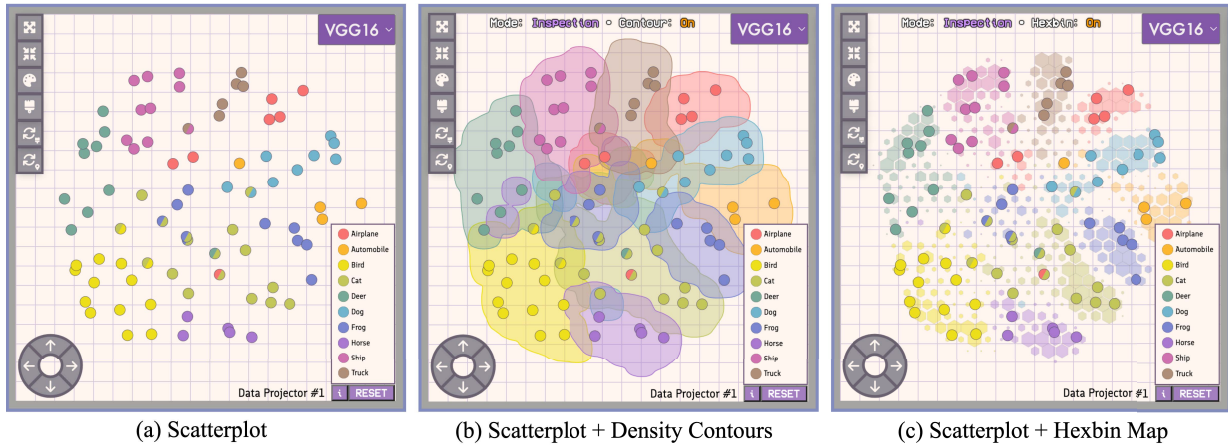 VGG16
Airplane
Automobile
Bird
Cat
Deer
Dog
Frog
Horse
Ship
Truck
Data Projector #1 i RESET
(a) Scatterplot
Mode: Inspection • Contour: On
VGG16
Airplane
Automobile
Bird
Cat
Deer
Dog
Frog
Horse
Ship
Truck
Data Projector #1 i RESET
(b) Scatterplot + Density Contours
Mode: Inspection • Hexbin: On
VGG16
Airplane
Automobile
Bird
Cat
Deer
Dog
Frog
Horse
Ship
Truck
Data Projector #1 i RESET
(c) Scatterplot + Hexbin Map